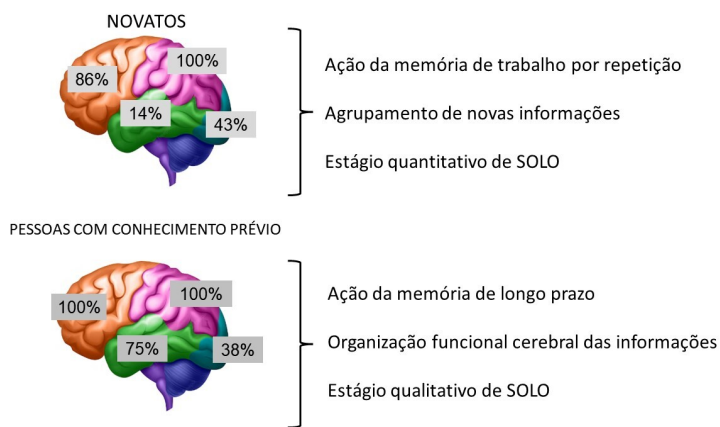 NOVATOS
100%
86%
14%
43%
Ação da memória de trabalho por repetição
Agrupamento de novas informações
Estágio quantitativo de SOLO
PESSOAS COM CONHECIMENTO PRÉVIO
100%
100%
75%
38%
Ação da memória de longo prazo
Organização funcional cerebral das informações
Estágio qualitativo de SOLO